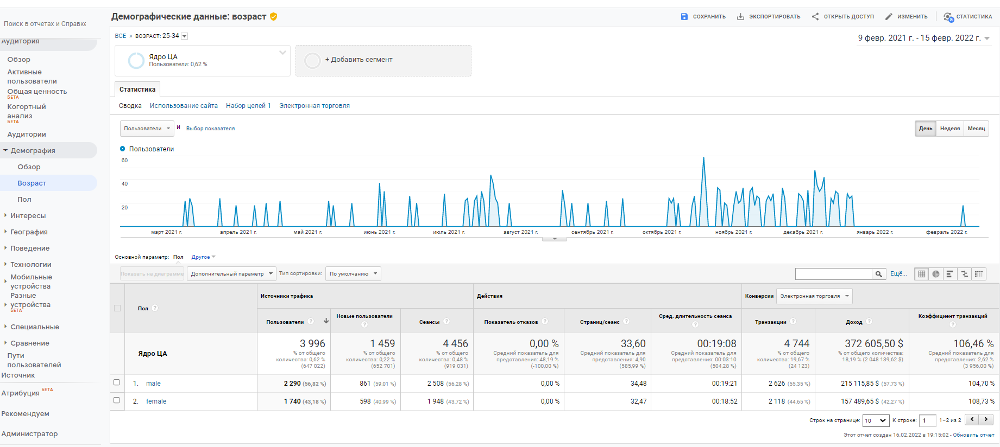 Демографические данные: возраст
СОХРАНИТЬ
ЭКСПОРТИРОВАТЬ
ОТКРЫТЬ ДОСТУП
ИЗМЕНИТЬ
8
СТАТИСТИКА
Поиск в отчетах и Справке
Аудитория
Обзор
Активные
пользователи
Общая ценность
БЕТА
Когортный
анализ
БЕТА
Аудитории
Демография
Обзор
Возраст
Пол
Интересы
География
Поведение
Технологии
Мобильные
устройства
Разные
устройства
БЕТА
Специальные
Сравнение
Пути
пользователей
Источник
Атрибуция БЕТА
Рекомендуем
Администратор
ВСЕ » ВОЗРАСТ: 25-34
9 февр. 2021 г. - 15 февр. 2022 г.
Ядро ЦА
Пользователи: 0,62 %
+ Добавить сегмент
Статистика
Сводка Использование сайта Набор целей 1 Электронная торговля
Пользователи И Выбор показателя
День Неделя Месяц
Пользователи
60
40
20
март 2021 г. апрель 2021 г. май 2021 г. июнь 2021 г. июль 2021 г. август 2021 г. сентябрь 2021 г. октябрь 2021 г. ноябрь 2021 г. декабрь 2021 г. январь 2022 г. февраль 2022 г.
Основной параметр: Пол Другое
Показать на диаграмме Дополнительный параметр Тип сортировки: По умолчанию
Ещё...
Пол ?
Источники трафика Действия Конверсии Электронная торговля
Пользователи ? Новые пользователи ? Сеансы ? Показатель отказов ? Страниц/сеанс ? Сред. длительность сеанса ? Транзакции ? Доход ? Коэффициент транзакций ?
Ядро ЦА
3 996
% от общего
количества: 0,62 %
(647 022)
1 459
% от общего
количества: 0,22 %
(652 701)
4 456
% от общего
количества: 0,48 %
(919 031)
0,00 %
Средний показатель для
представления: 48,19 %
(-100,00 %)
33,60
Средний показатель для
представления: 4,90
(585,99 %)
00:19:08
Средний показатель для
представления: 00:03:10
(504,28 %)
4 744
% от общего
количества: 19,67 %
(24 123)
372 605,50 $
% от общего количества:
18,19 % (2 048 139,62 $)
106,46 %
Средний показатель для
представления: 2,62 %
(3 956,00 %)
1. male 2 290 (56,82 %) 861 (59,01 %) 2 508 (56,28 %) 0,00 % 34,48 00:19:21 2 626 (55,35 %) 215 115,85 $ (57,73 %) 104,70 %
2. female 1 740 (43,18 %) 598 (40,99 %) 1 948 (43,72 %) 0,00 % 32,47 00:18:52 2 118 (44,65 %) 157 489,65 $ (42,27 %) 108,73 %
Строк на странице: 10 К строке: 1 1–2 из 2
Этот отчет создан 16.02.2022 в 19:15:02 - Обновить отчет